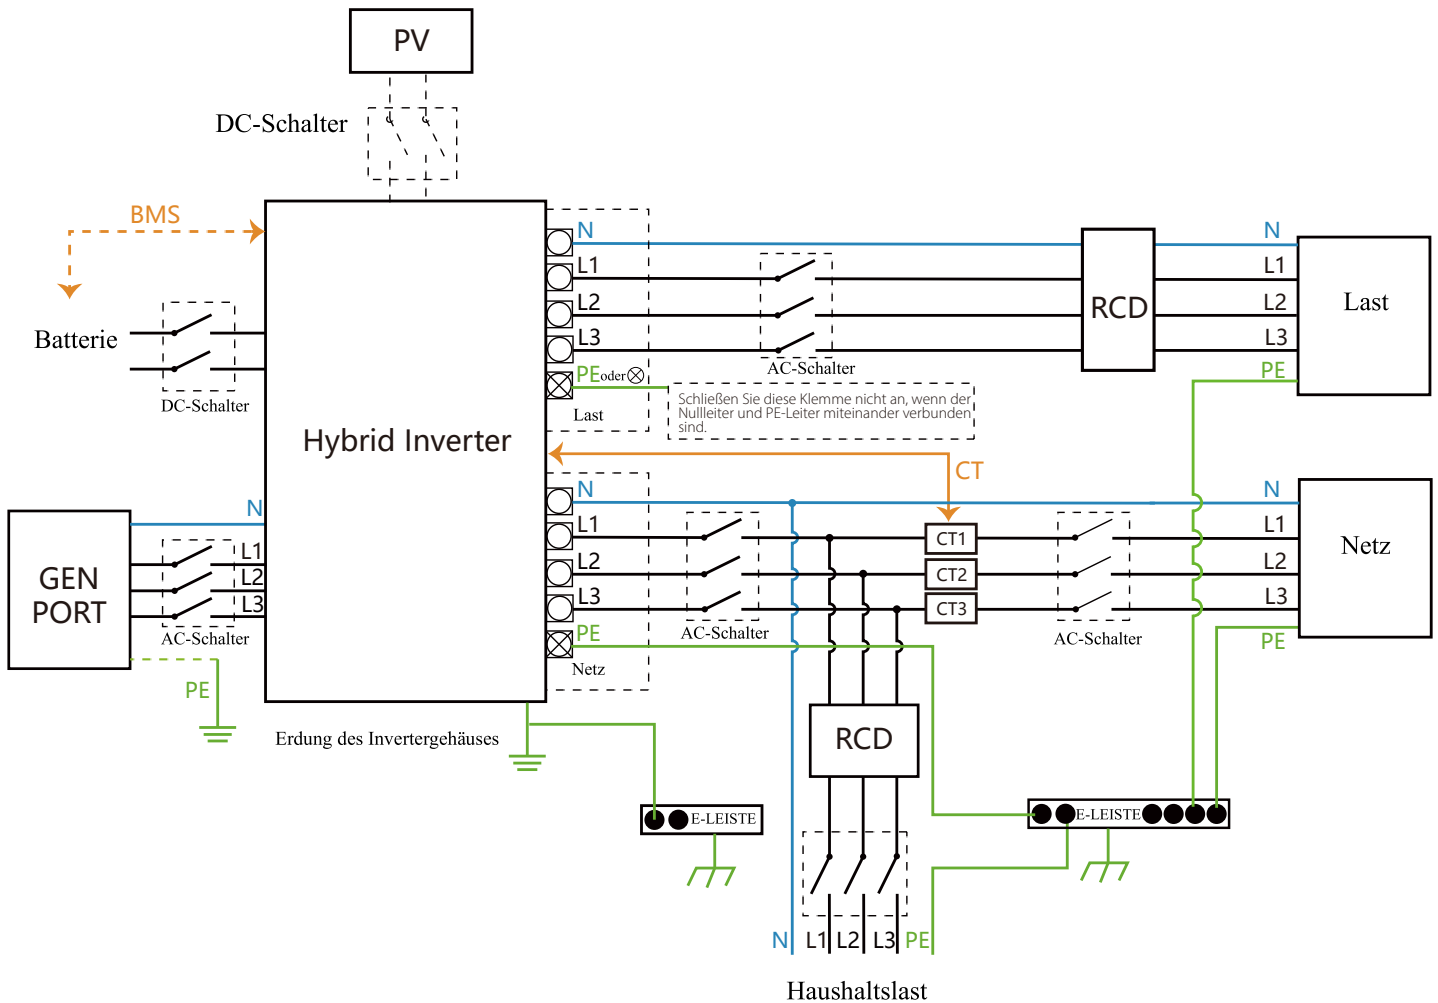 PV
DC-Schalter
BMS
Batterie
DC-Schalter
Hybrid Inverter
N
L1
L2
L3
PE oder ⊗
Last
AC-Schalter
Schließen Sie diese Klemme nicht an, wenn der
Nullleiter und PE-Leiter miteinander verbunden
sind.
RCD
N
L1
L2
L3
PE
Last
CT
N
L1
L2
L3
PE
Netz
AC-Schalter
CT1
CT2
CT3
AC-Schalter
N
L1
L2
L3
PE
Netz
GEN
PORT
N
L1
L2
L3
AC-Schalter
PE
Erdung des Invertergehäuses
RCD
E-LEISTE
E-LEISTE
N
L1
L2
L3
PE
Haushaltslast